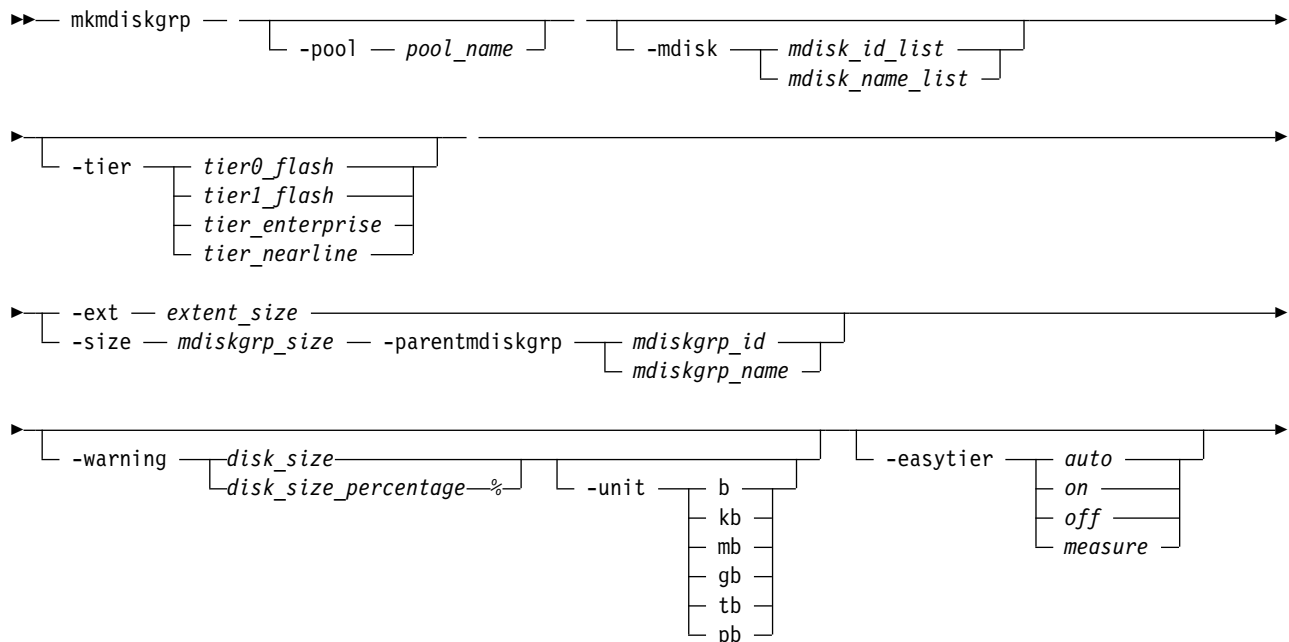 mkmdiskgrp
-pool pool_name
-mdisk mdisk_id_list
mdisk_name_list
-tier tier0_flash
tier1_flash
tier_enterprise
tier_nearline
-ext extent_size
-size mdiskgrp_size -parentmdiskgrp mdiskgrp_id
mdiskgrp_name
-warning disk_size
disk_size_percentage %
-unit b
kb
mb
gb
tb
pb
-easytier auto
on
off
measure